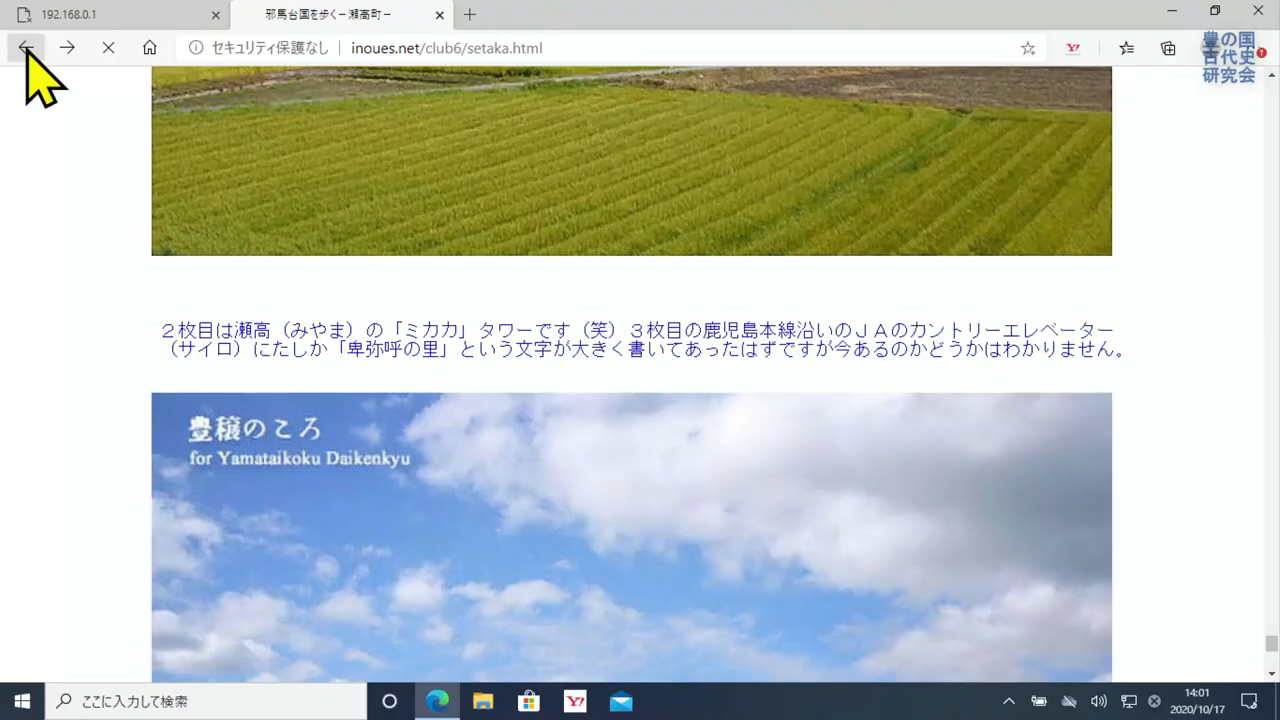 192.168.0.1
邪馬台国を歩く－瀬高町－
セキュリティ保護なし
inoues.net/club6/setaka.html
豊の国
古代史
研究会
２枚目は瀬高（みやま）の「ミカカ」タワーです（笑）３枚目の鹿児島本線沿いのＪＡのカントリーエレベーター
（サイロ）にたしか「卑弥呼の里」という文字が大きく書いてあったはずですが今あるのかどうかはわかりません。
豊穣のころ
for Yamataikoku Daikenkyu
ここに入力して検索
14:01
2020/10/17